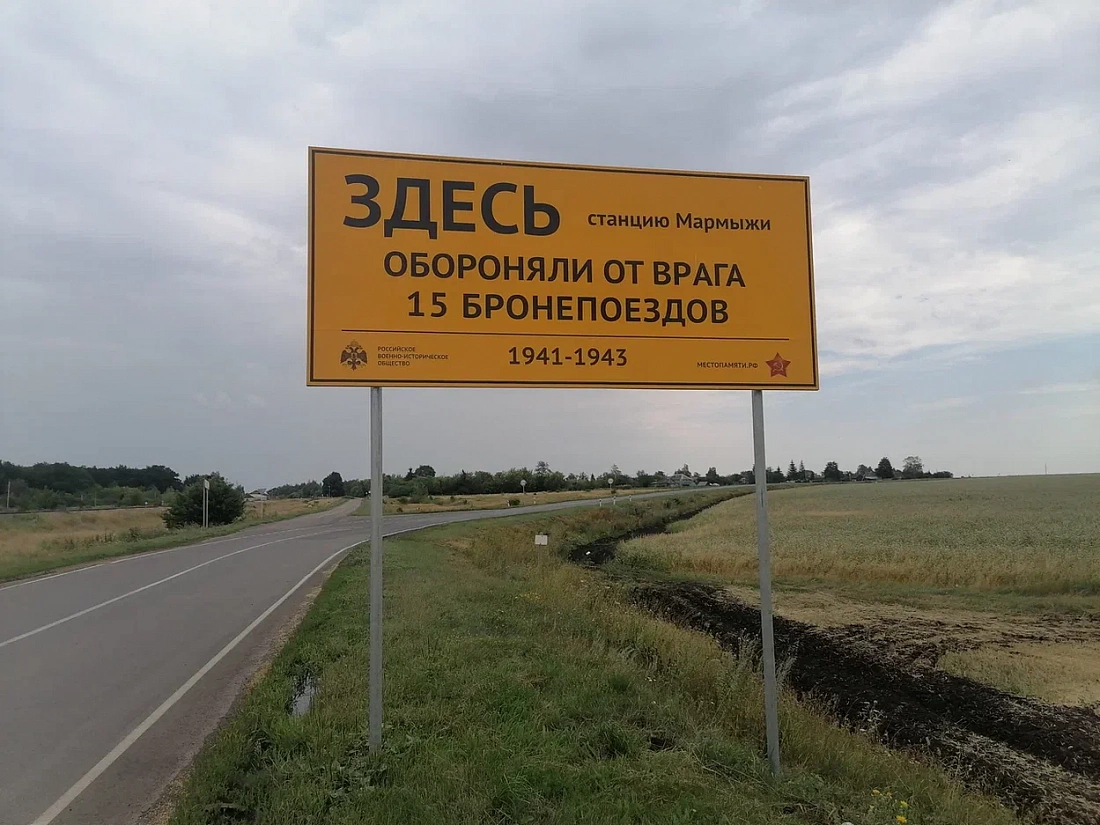 ЗДЕСЬ станцию Мармыжи
ОБОРОНЯЛИ ОТ ВРАГА
15 БРОНЕПОЕЗДОВ
РОССИЙСКОЕ
ВОЕННО-ИСТОРИЧЕСКОЕ
ОБЩЕСТВО
1941-1943
МЕСТОПАМЯТИ.РФ